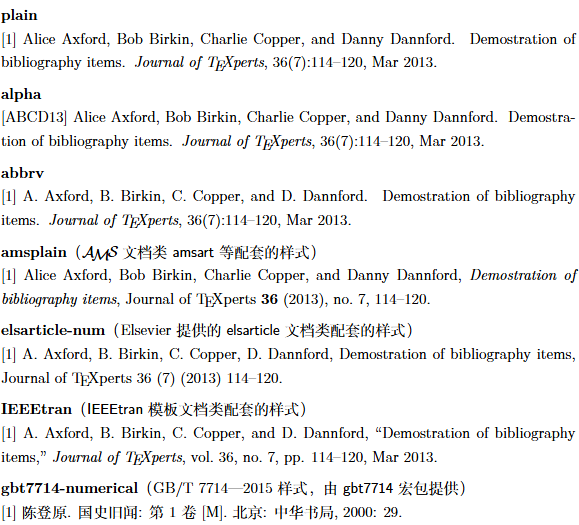 plain
[1] Alice Axford, Bob Birkin, Charlie Copper, and Danny Dannford. Demostration of
bibliography items. Journal of TEXperts, 36(7):114–120, Mar 2013.
alpha
[ABCD13] Alice Axford, Bob Birkin, Charlie Copper, and Danny Dannford. Demostra-
tion of bibliography items. Journal of TEXperts, 36(7):114–120, Mar 2013.
abbrv
[1] A. Axford, B. Birkin, C. Copper, and D. Dannford. Demostration of bibliography
items. Journal of TEXperts, 36(7):114–120, Mar 2013.
amsplain（AMS 文档类 amsart 等配套的样式）
[1] Alice Axford, Bob Birkin, Charlie Copper, and Danny Dannford, Demostration of
bibliography items, Journal of TEXperts 36 (2013), no. 7, 114–120.
elsarticle-num（Elsevier 提供的 elsarticle 文档类配套的样式）
[1] A. Axford, B. Birkin, C. Copper, D. Dannford, Demostration of bibliography items,
Journal of TEXperts 36 (7) (2013) 114–120.
IEEEtran（IEEEtran 模板文档类配套的样式）
[1] A. Axford, B. Birkin, C. Copper, and D. Dannford, “Demostration of bibliography
items,” Journal of TEXperts, vol. 36, no. 7, pp. 114–120, Mar 2013.
gbt7714-numerical（GB/T 7714—2015 样式，由 gbt7714 宏包提供）
[1] 陈登原. 国史旧闻: 第 1 卷 [M]. 北京: 中华书局, 2000: 29.